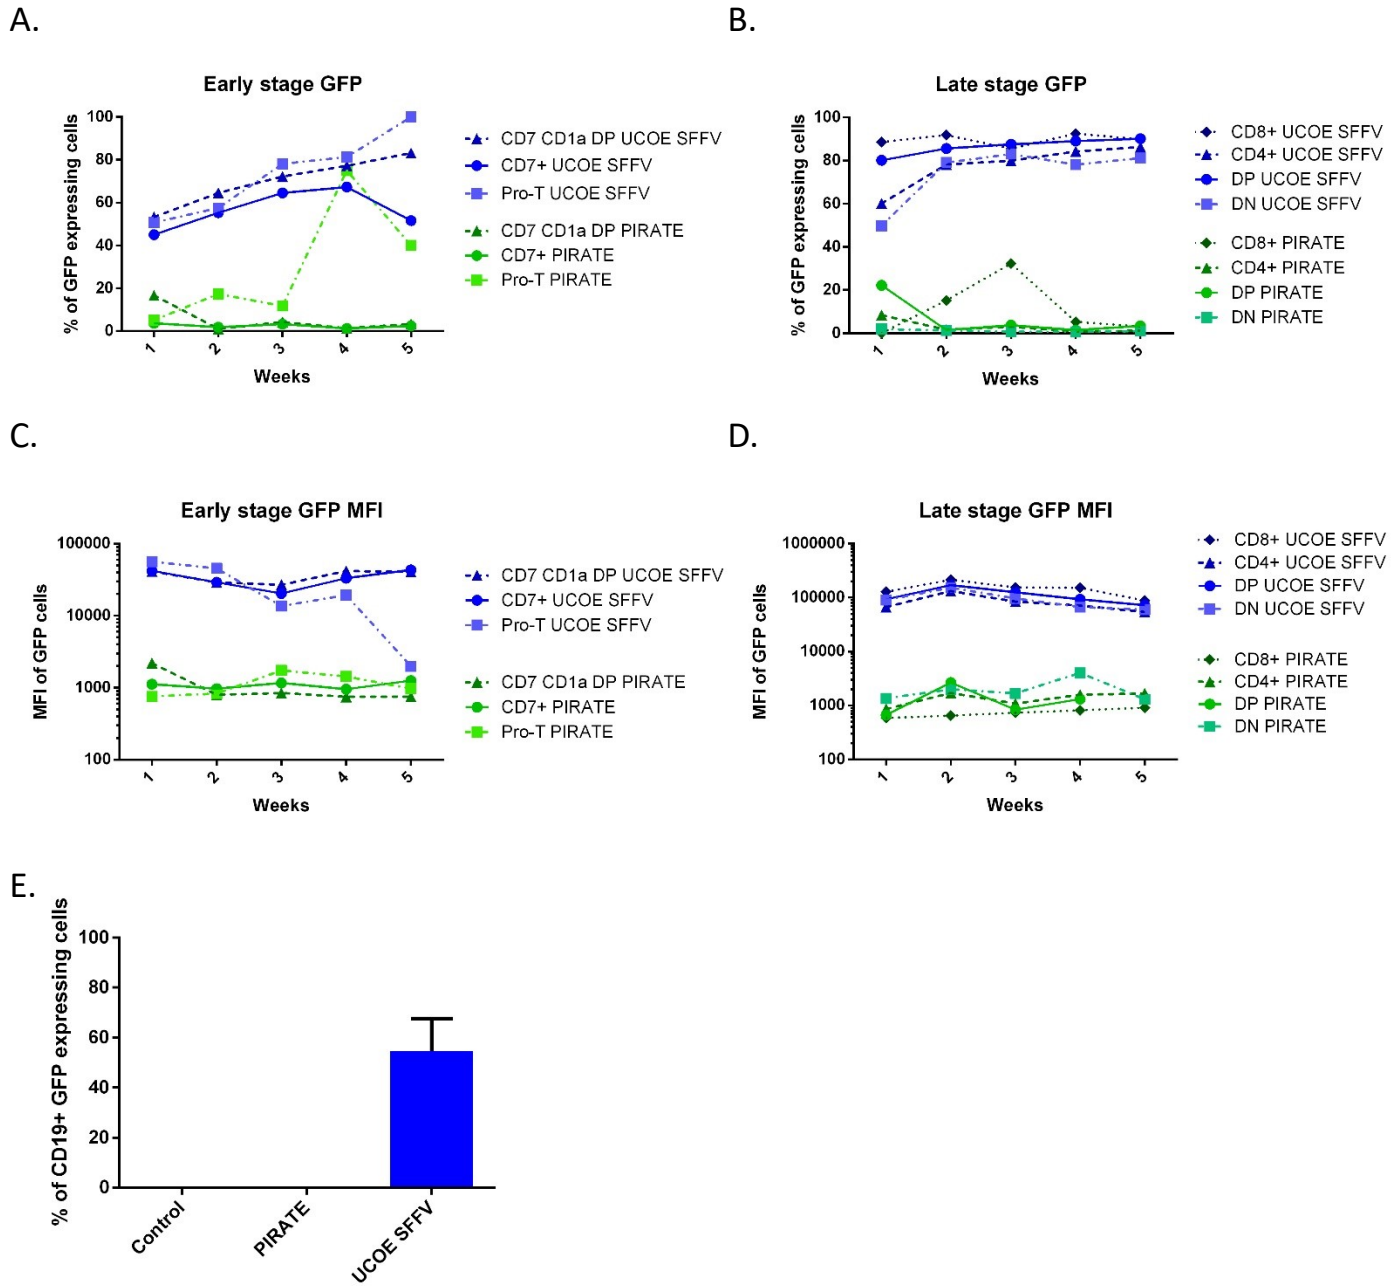 A.
Early stage GFP
% of GFP expressing cells
100
80
60
40
20
0
1 2 3 4 5
Weeks
CD7 CD1a DP UCOE SFFV
CD7+ UCOE SFFV
Pro-T UCOE SFFV
CD7 CD1a DP PIRATE
CD7+ PIRATE
Pro-T PIRATE
B.
Late stage GFP
% of GFP expressing cells
100
80
60
40
20
0
1 2 3 4 5
Weeks
CD8+ UCOE SFFV
CD4+ UCOE SFFV
DP UCOE SFFV
DN UCOE SFFV
CD8+ PIRATE
CD4+ PIRATE
DP PIRATE
DN PIRATE
C.
Early stage GFP MFI
MFI of GFP cells
100000
10000
1000
100
1 2 3 4 5
Weeks
CD7 CD1a DP UCOE SFFV
CD7+ UCOE SFFV
Pro-T UCOE SFFV
CD7 CD1a DP PIRATE
CD7+ PIRATE
Pro-T PIRATE
D.
Late stage GFP MFI
MFI of GFP cells
1000000
100000
10000
1000
100
1 2 3 4 5
Weeks
CD8+ UCOE SFFV
CD4+ UCOE SFFV
DP UCOE SFFV
DN UCOE SFFV
CD8+ PIRATE
CD4+ PIRATE
DP PIRATE
DN PIRATE
E.
% of CD19+ GFP expressing cells
100
80
60
40
20
0
Control
PIRATE
UCOE SFFV